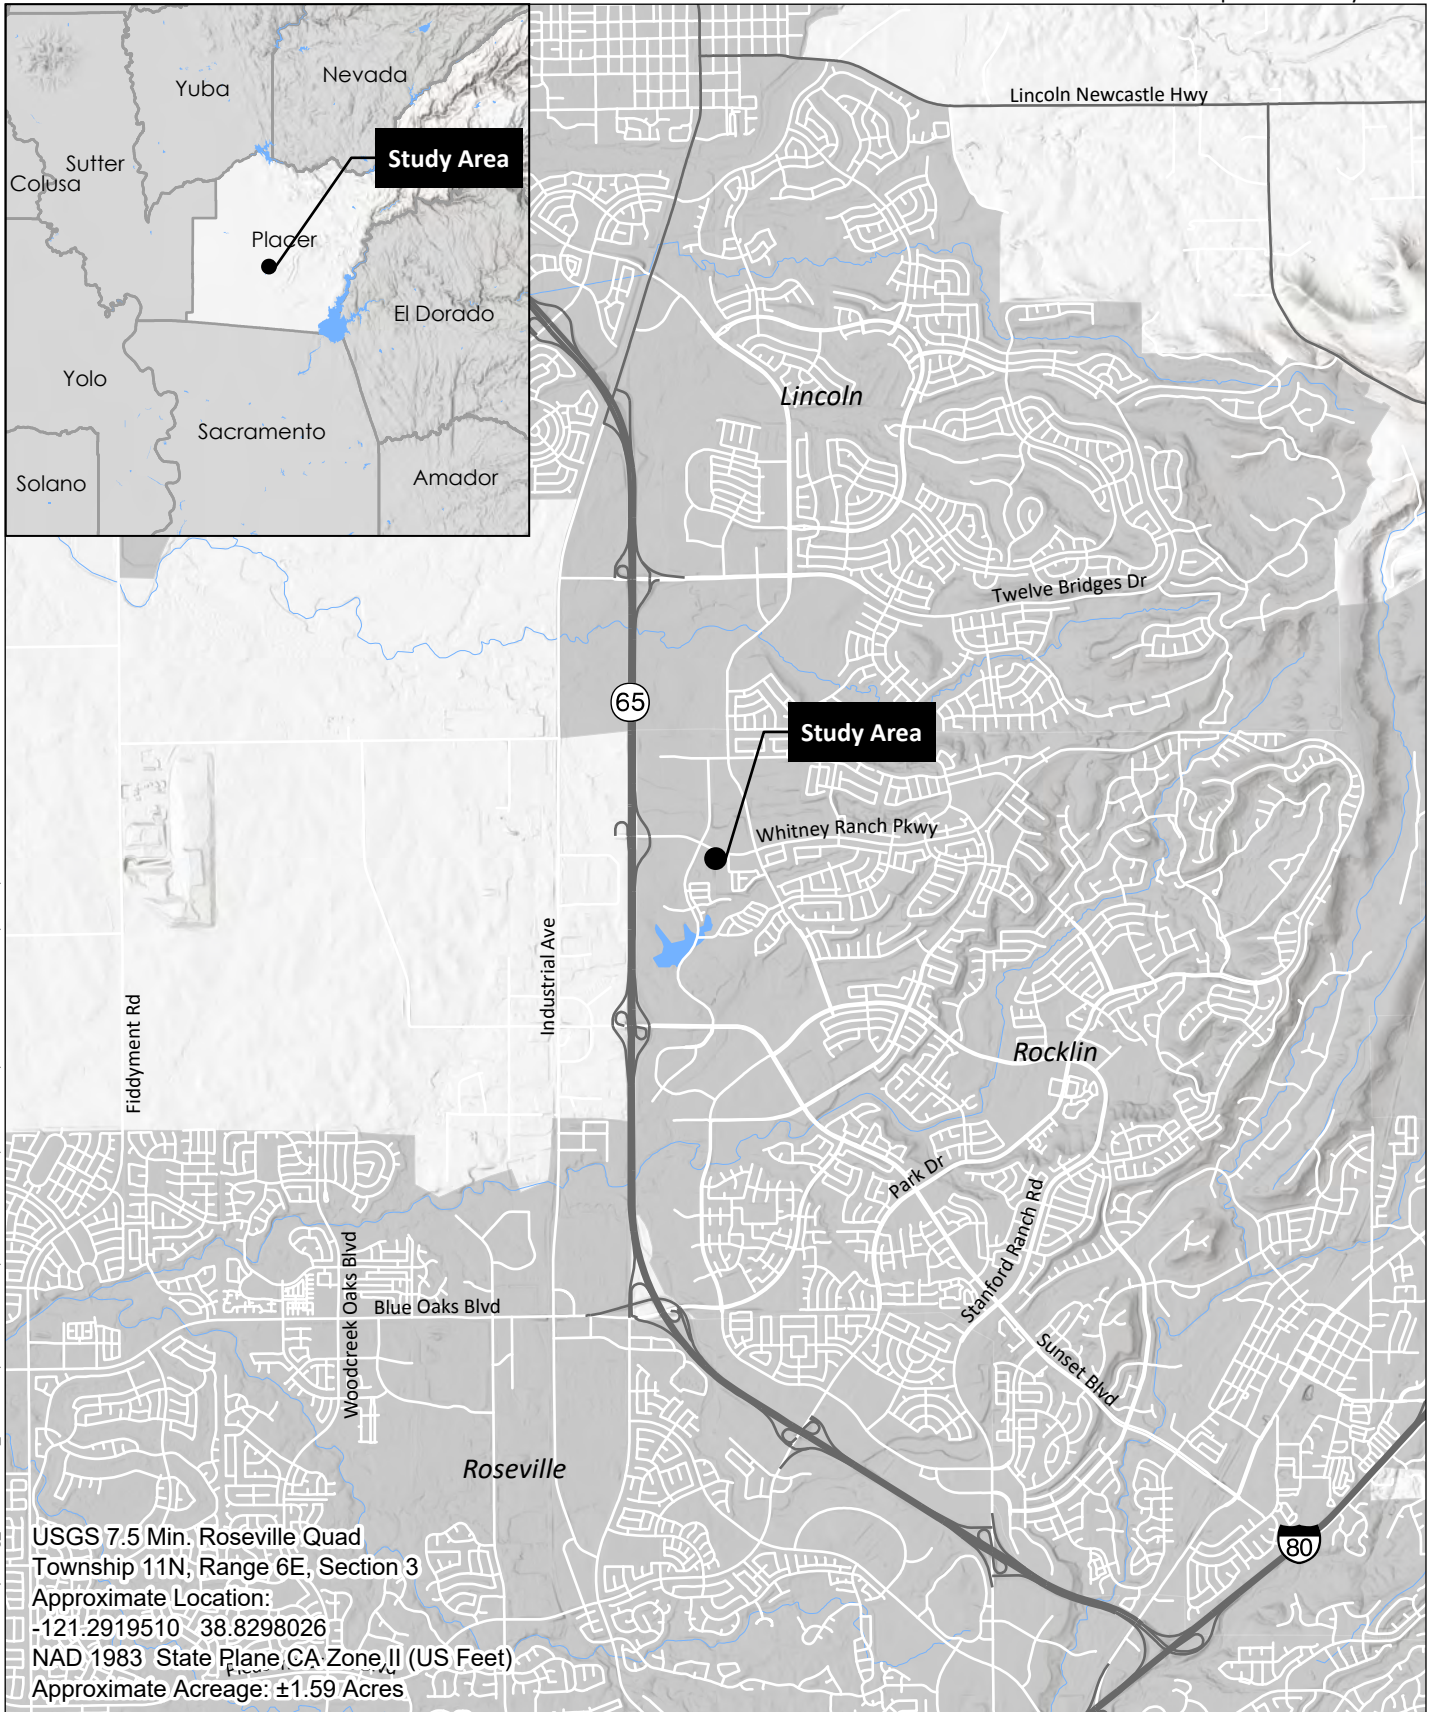 Nevada
Yuba
Lincoln Newcastle Hwy
Study Area
Sutter
Colusa
Placer
El Dorado
Yolo
Lincoln
Sacramento
Amador
Solano
Twelve Bridges Dr
65
Study Area
Whitney Ranch Pkwy
Industrial Ave
Fiddyment Rd
Rocklin
Park Dr
Stanford Ranch Rd
Woodcreek Oaks Blvd
Blue Oaks Blvd
Sunset Blvd
Roseville
80
USGS 7.5 Min. Roseville Quad
Township 11N, Range 6E, Section 3
Approximate Location:
-121.2919510 38.8298026
NAD 1983 State Plane CA Zone II (US Feet)
Approximate Acreage: ±1.59 Acres